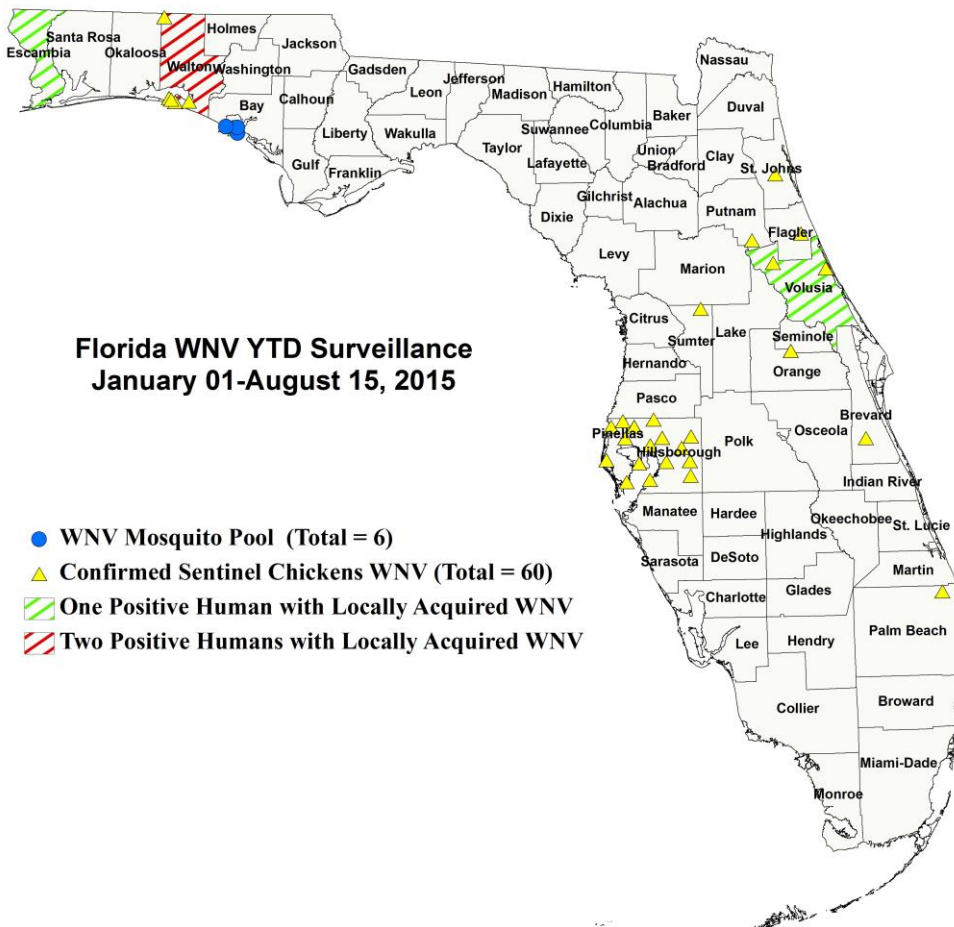 Escambia
Santa Rosa
Okaloosa
Walton
Holmes
Washington
Jackson
Bay
Calhoun
Gulf
Gadsden
Liberty
Franklin
Leon
Wakulla
Jefferson
Madison
Taylor
Hamilton
Suwannee
Lafayette
Dixie
Columbia
Gilchrist
Baker
Union
Bradford
Alachua
Levy
Nassau
Duval
Clay
St. Johns
Putnam
Flagler
Marion
Volusia
Citrus
Sumter
Lake
Seminole
Hernando
Orange
Pasco
Brevard
Osceola
Pinellas
Hillsborough
Polk
Indian River
Manatee
Hardee
Highlands
Okeechobee
St. Lucie
Sarasota
DeSoto
Martin
Charlotte
Glades
Palm Beach
Lee
Hendry
Collier
Broward
Miami-Dade
Monroe
Florida WNV YTD Surveillance
January 01-August 15, 2015
WNV Mosquito Pool (Total = 6)
Confirmed Sentinel Chickens WNV (Total = 60)
One Positive Human with Locally Acquired WNV
Two Positive Humans with Locally Acquired WNV